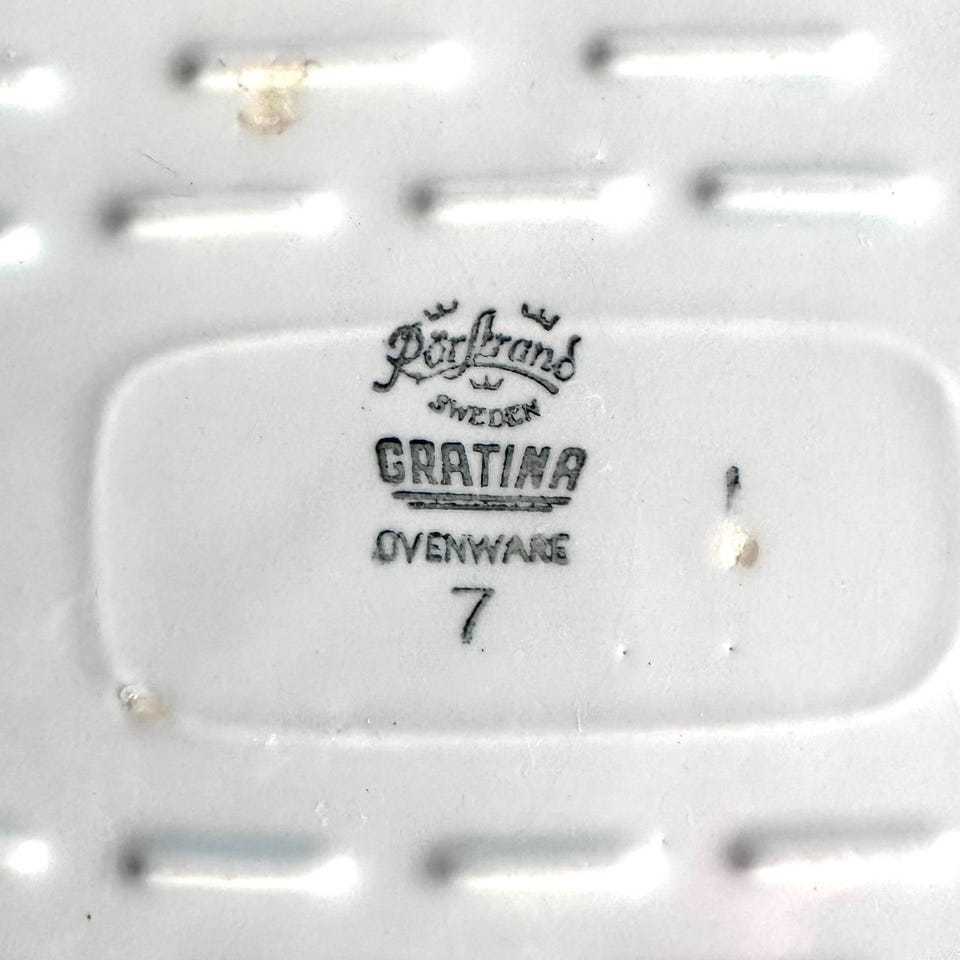 Rörstrand
SWEDEN
GRATINA
OVENWARE
7